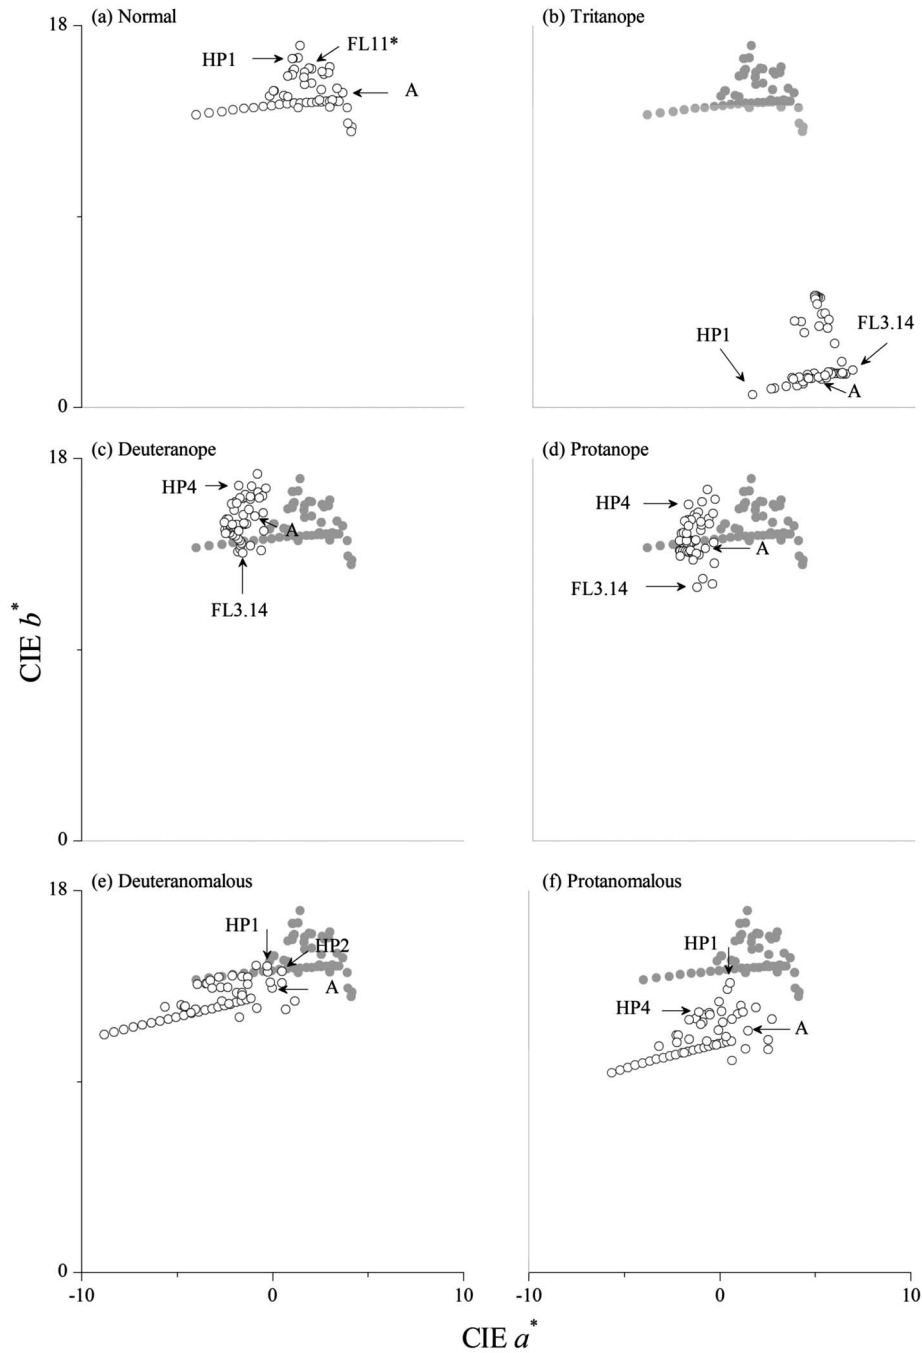 18
(a) Normal
HP1
FL11*
A
0
(b) Tritanope
HP1
FL3.14
A
18
(c) Deuteranope
HP4
A
FL3.14
0
(d) Protanope
HP4
A
FL3.14
CIE b*
18
(e) Deuteranomalous
HP1
HP2
A
0
-10
0
10
(f) Protanomalous
HP1
HP4
A
-10
0
10
CIE a*